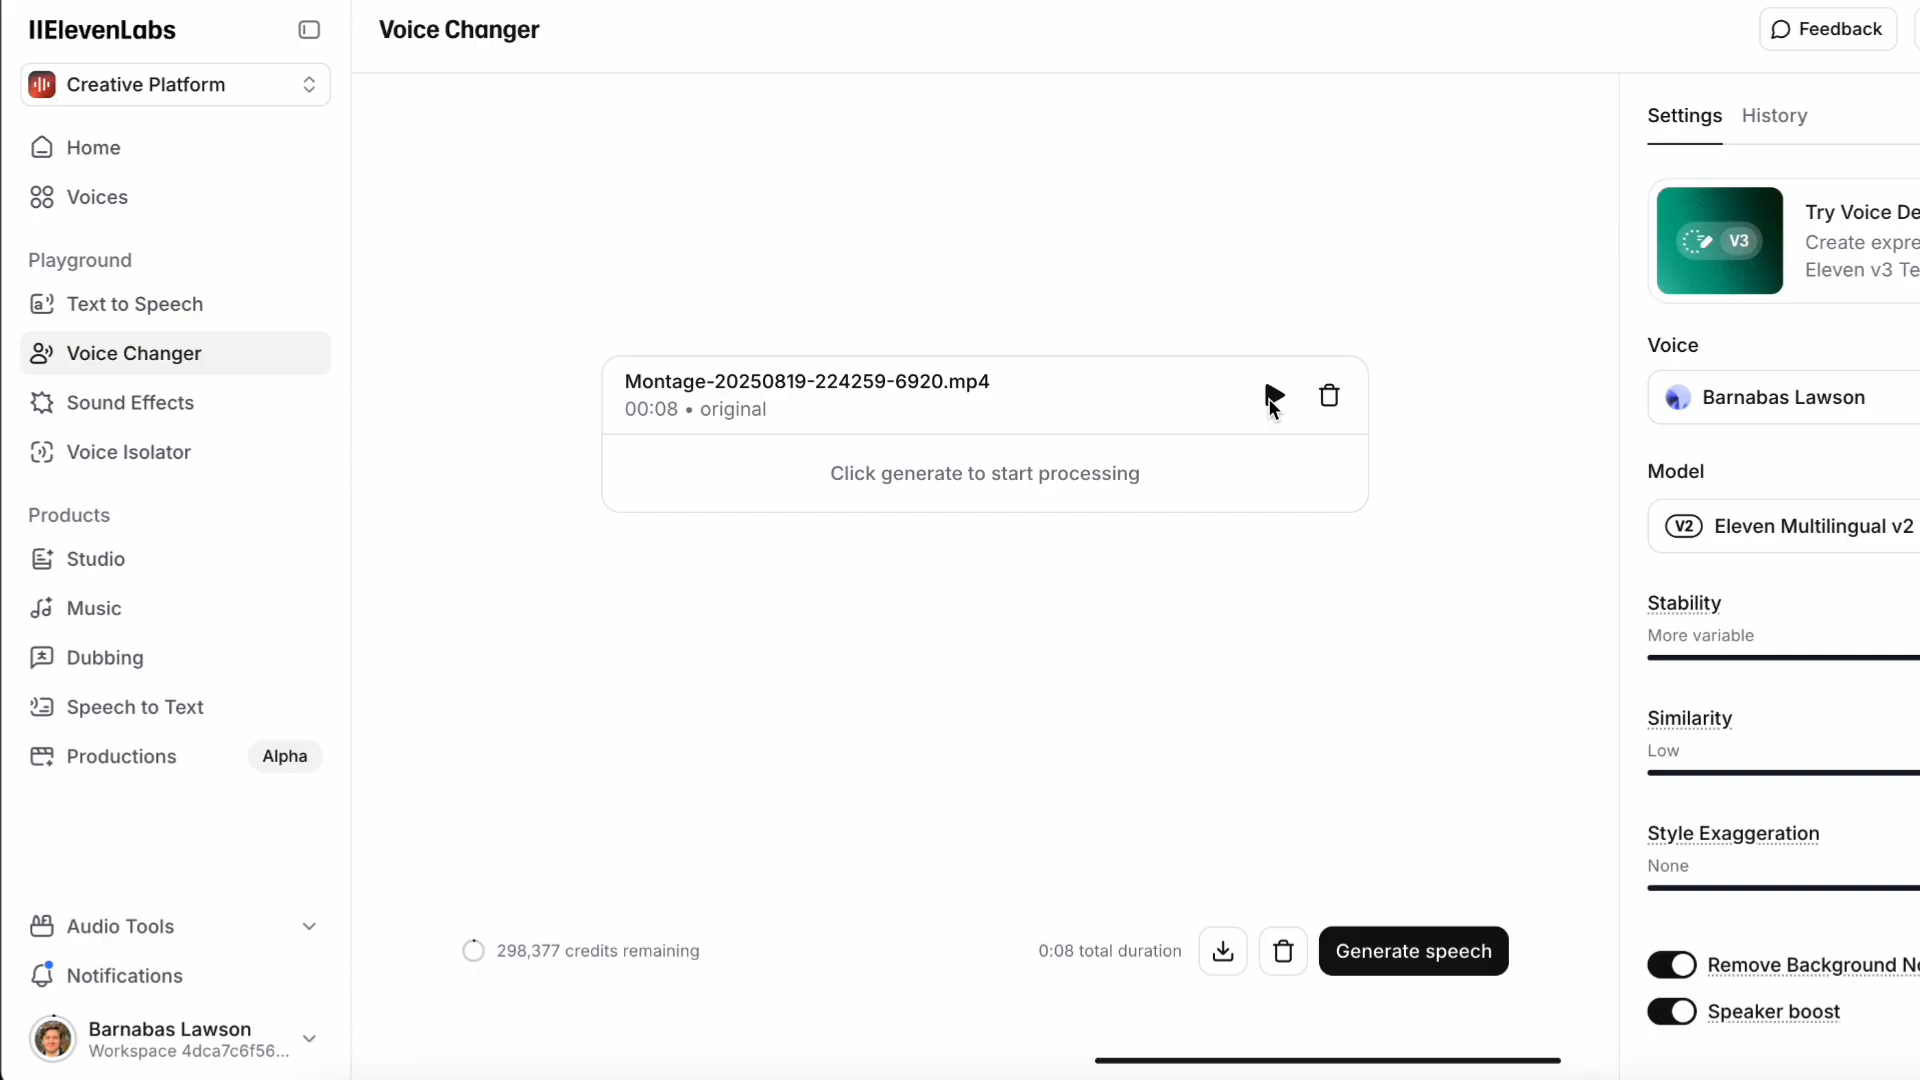 IIElevenLabs
Creative Platform
Home
Voices
Playground
Text to Speech
Voice Changer
Sound Effects
Voice Isolator
Products
Studio
Music
Dubbing
Speech to Text
Productions
Alpha
Audio Tools
Notifications
Barnabas Lawson
Workspace 4dca7c6f56...
Voice Changer
Feedback
Montage-20250819-224259-6920.mp4
00:08 • original
Click generate to start processing
298,377 credits remaining
0:08 total duration
Generate speech
Settings
History
V3
Try Voice De
Create expre
Eleven v3 Te
Voice
Barnabas Lawson
Model
V2 Eleven Multilingual v2
Stability
More variable
Similarity
Low
Style Exaggeration
None
Remove Background No
Speaker boost